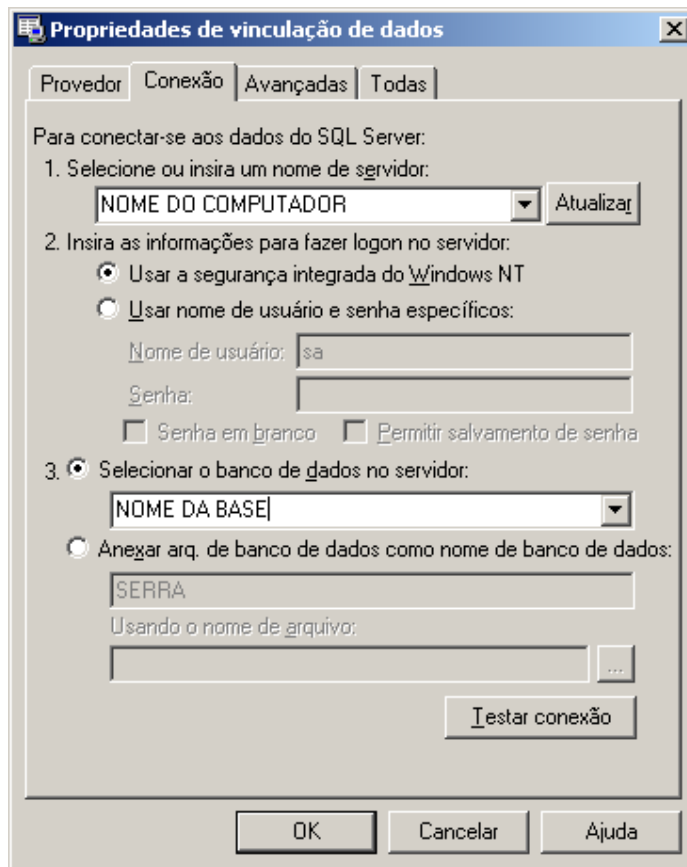 Propriedades de vinculação de dados
Provedor Conexão Avançadas Todas
Para conectar-se aos dados do SQL Server:
1. Selecione ou insira um nome de servidor:
NOME DO COMPUTADOR Atualizar
2. Insira as informações para fazer logon no servidor:
Usar a segurança integrada do Windows NT
Usar nome de usuário e senha específicos:
Nome de usuário: sa
Senha:
Senha em branco Permitir salvamento de senha
3. Selecionar o banco de dados no servidor:
NOME DA BASE
Anexar arq. de banco de dados como nome de banco de dados:
SERRA
Usando o nome de arquivo:
...
Testar conexão
OK Cancelar Ajuda